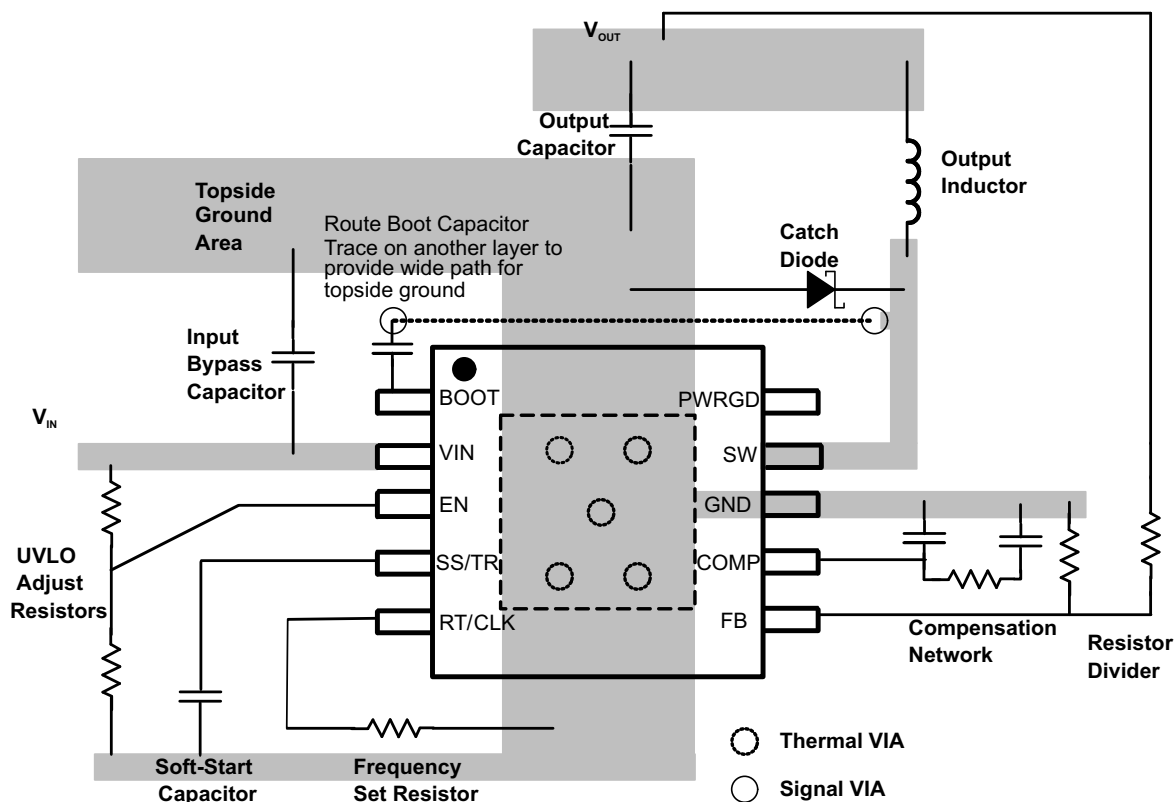 VOUT
Output
Capacitor
Output
Inductor
Topside
Ground
Area
Route Boot Capacitor
Trace on another layer to
provide wide path for
topside ground
Catch
Diode
Input
Bypass
Capacitor
VIN
BOOT
VIN
EN
SS/TR
RT/CLK
PWRGD
SW
GND
COMP
FB
UVLO
Adjust
Resistors
Compensation
Network
Resistor
Divider
Soft-Start
Capacitor
Frequency
Set Resistor
Thermal VIA
Signal VIA